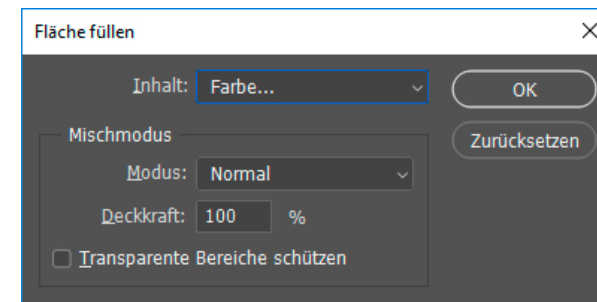 Fläche füllen
Inhalt: Farbe...
OK
Mischmodus
Zurücksetzen
Modus: Normal
Deckkraft: 100 %
Transparente Bereiche schützen